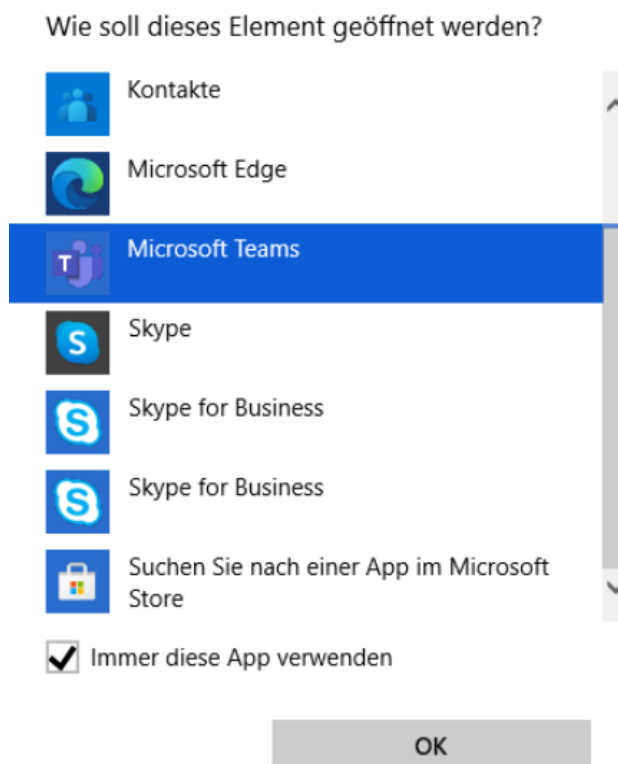 Wie soll dieses Element geöffnet werden?
Kontakte
Microsoft Edge
T
Microsoft Teams
S
Skype
S
Skype for Business
S
Skype for Business
Suchen Sie nach einer App im Microsoft
Store
Immer diese App verwenden
OK